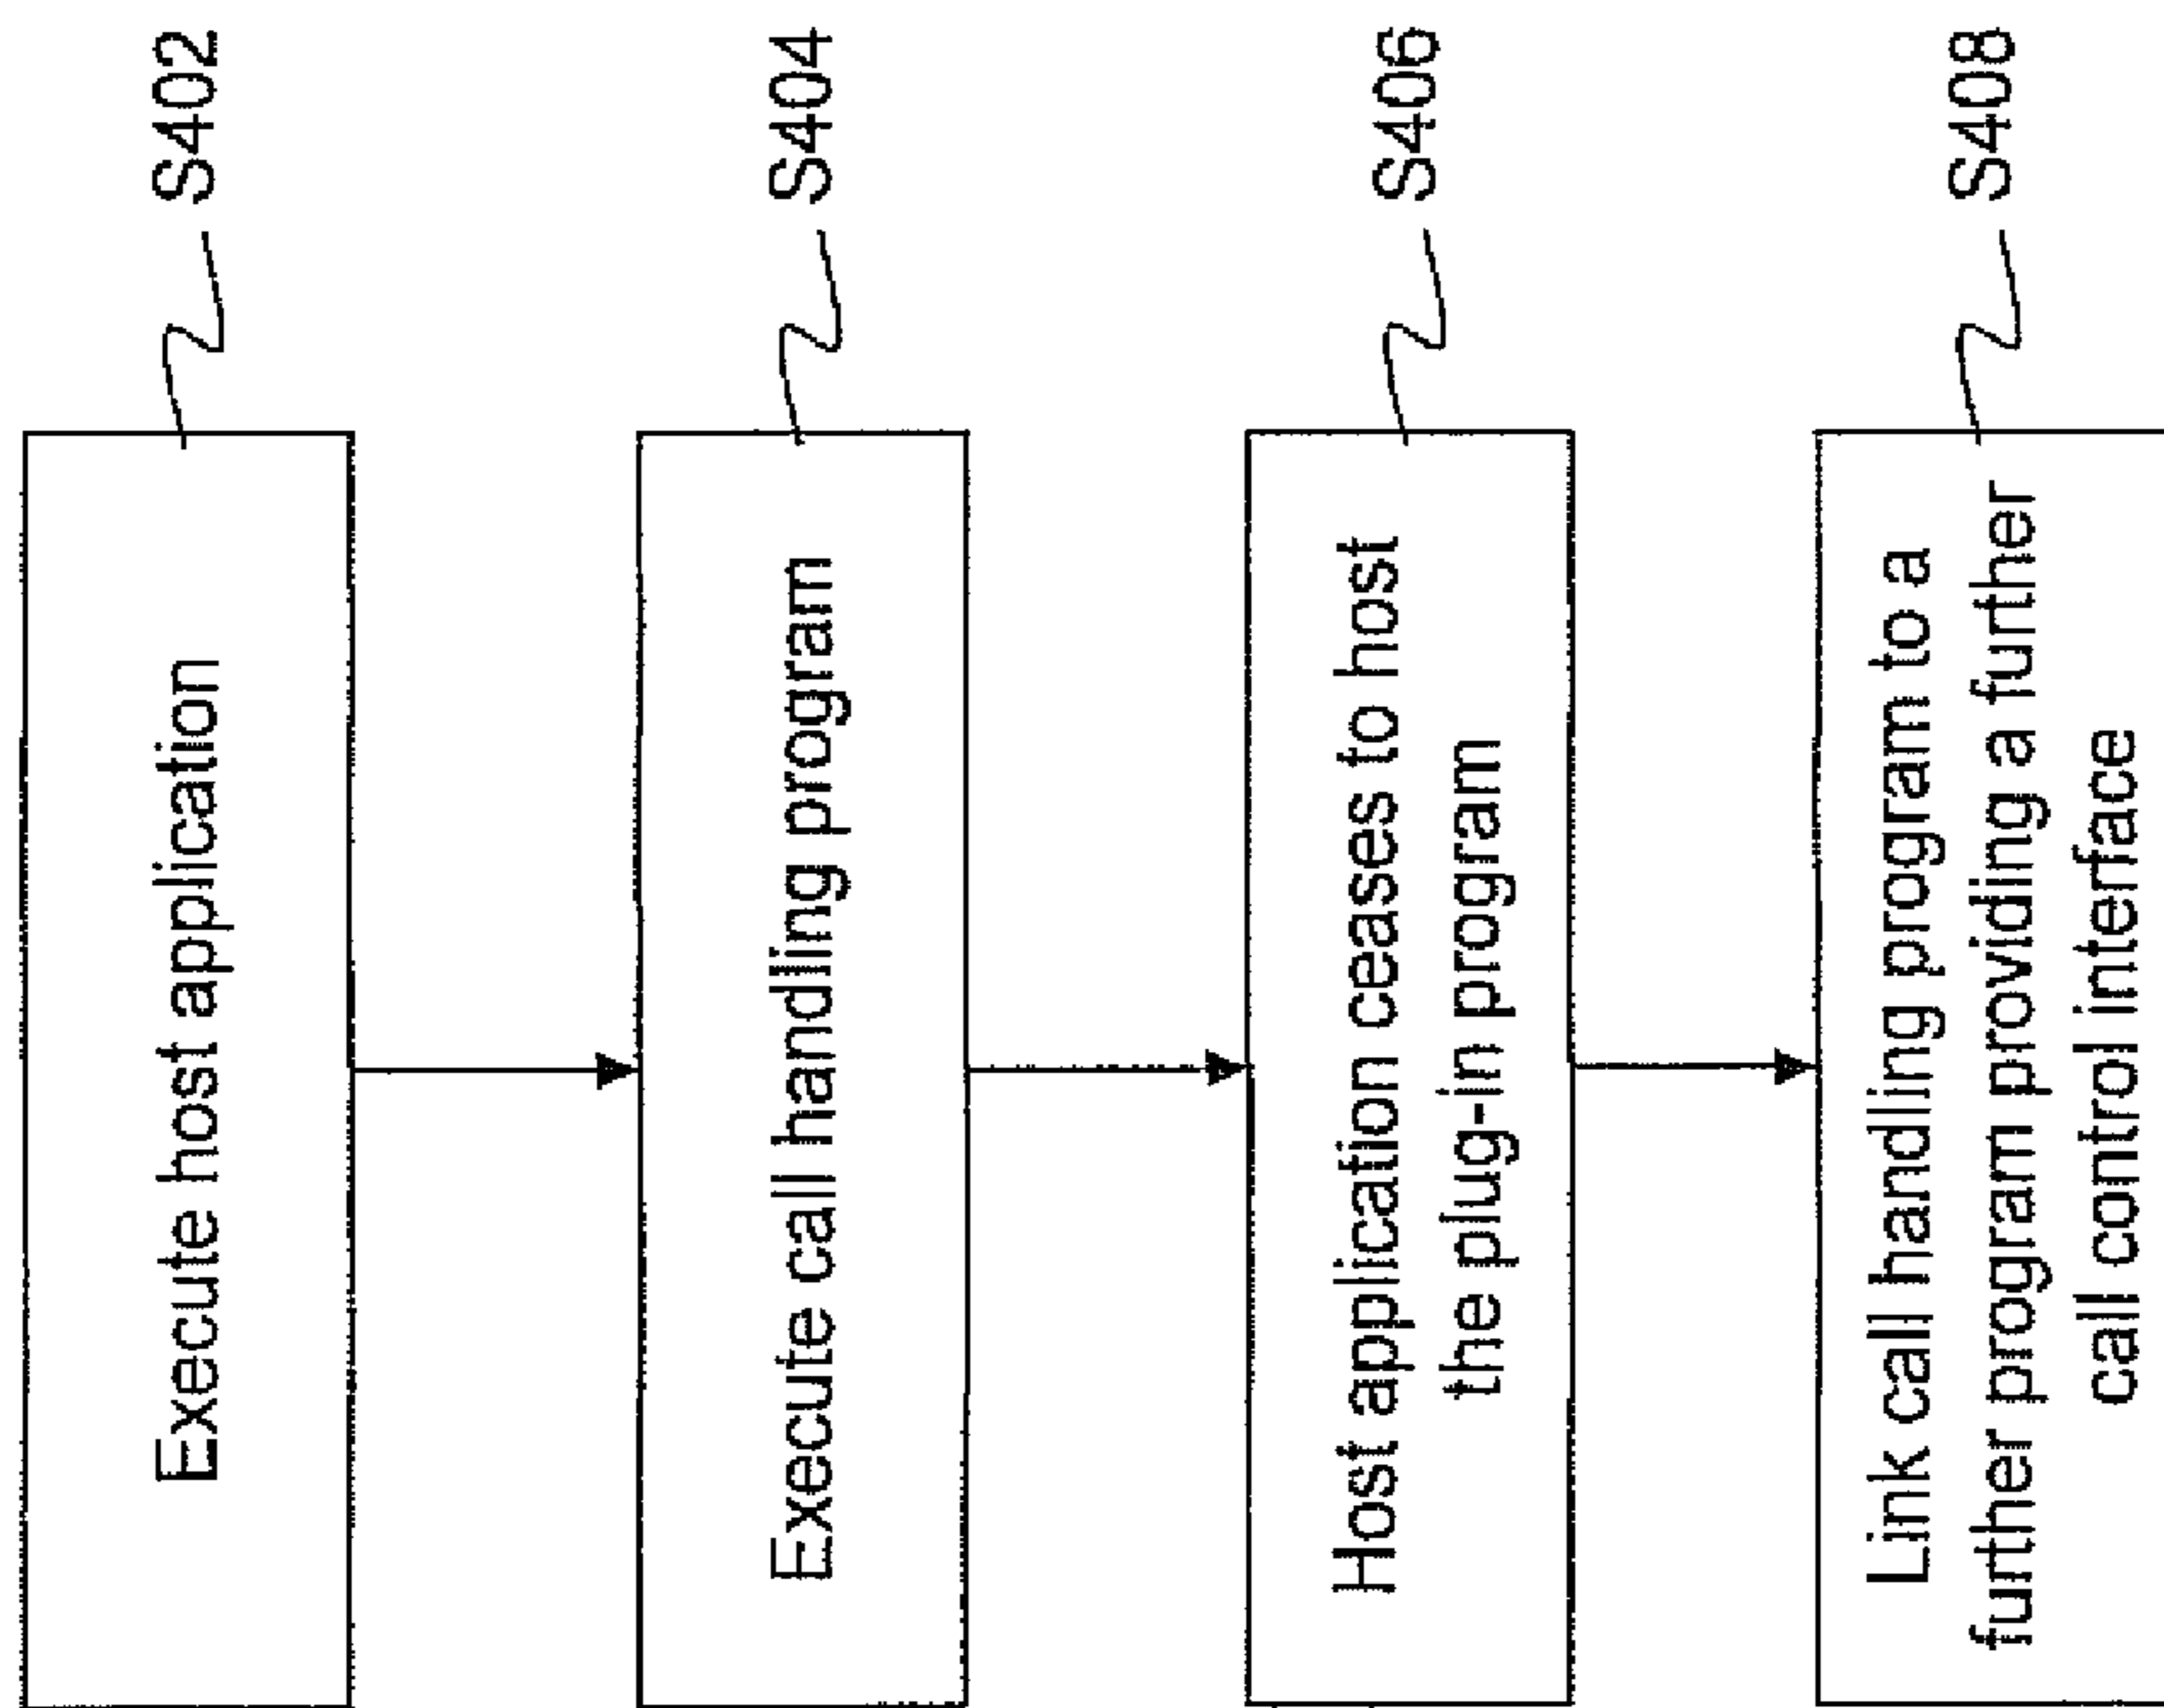 Execute host application
S402
Execute call handling program
S404
Host application ceases to host
the plug-in program
S406
Link call handling program to a
further program providing a further
call control interface
S408